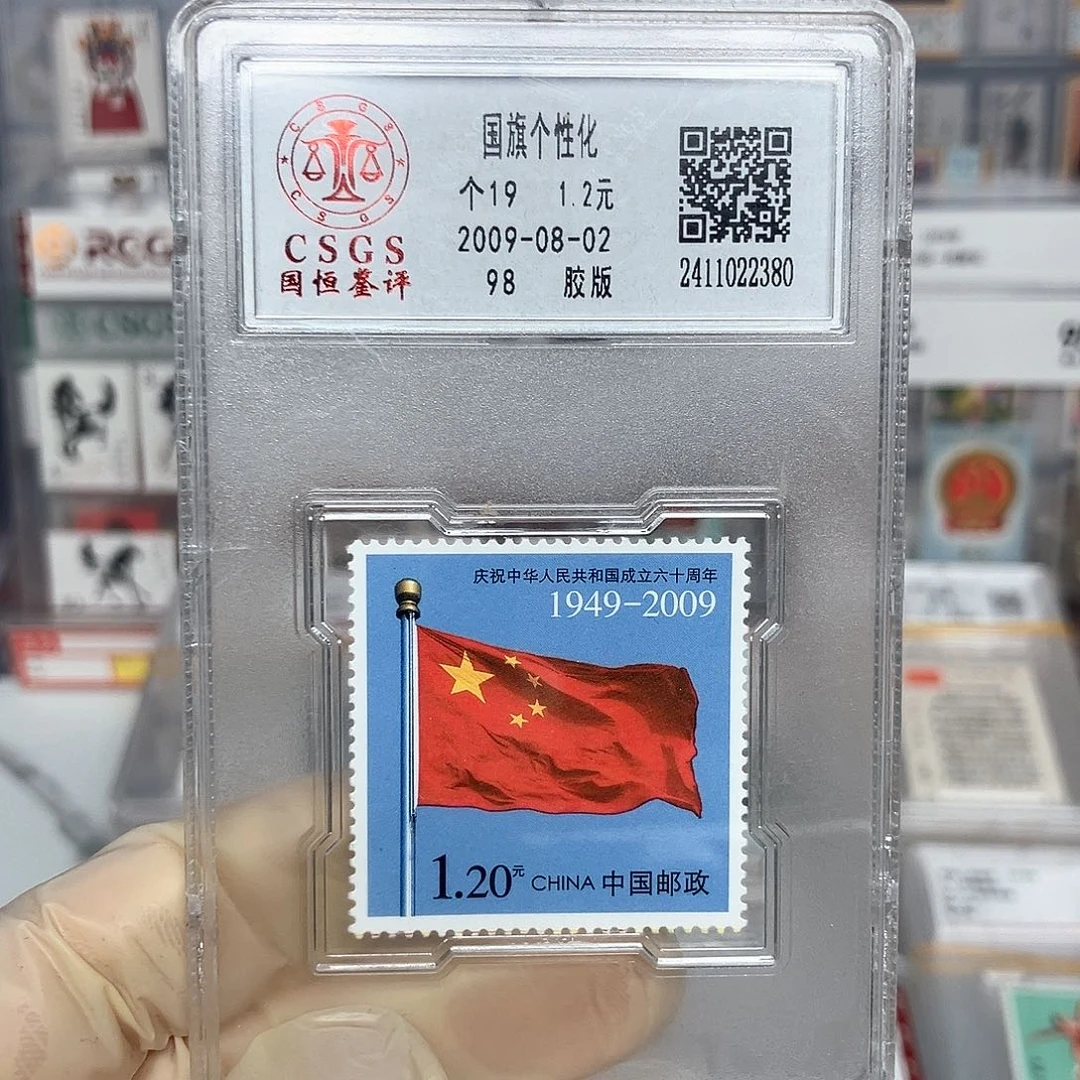 CSGS
CSGS
CSGS
国恒鉴评
国旗个性化
个19 1.2元
2009-08-02
98 胶版
2411022380
庆祝中华人民共和国成立六十周年
1949-2009
1.20元 CHINA 中国邮政